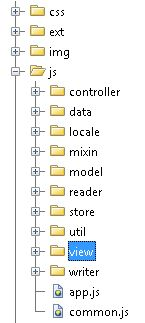 css
ext
img
js
controller
data
locale
mixin
model
reader
store
util
view
writer
app.js
common.js